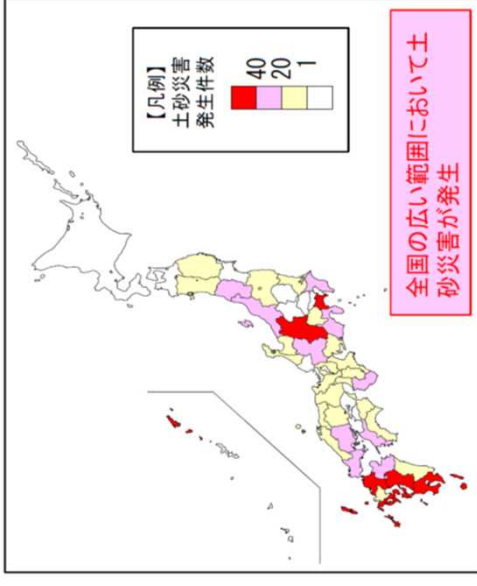 【凡例】
土砂災害
発生件数
40
20
1
全国の広い範囲において土
砂災害が発生